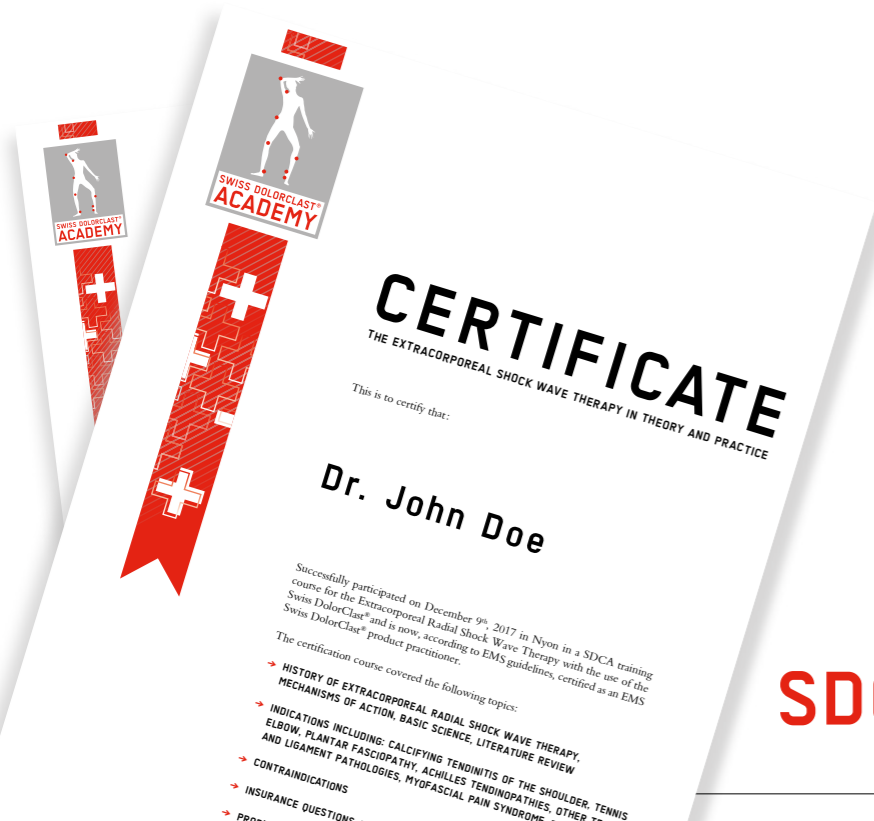 SWISS DOLORCLAST®
ACADEMY
SWISS DOLORCLAST®
ACADEMY
CERTIFICATE
THE EXTRACORPOREAL SHOCK WAVE THERAPY IN THEORY AND PRACTICE
This is to certify that:
Dr. John Doe
Successfully participated on December 9th, 2017 in Nyon in a SDCA training
course for the Extracorporeal Radial Shock Wave Therapy with the use of the
Swiss DolorClast® and is now, according to EMS guidelines, certified as an EMS
Swiss DolorClast® product practitioner.
The certification course covered the following topics:
→ HISTORY OF EXTRACORPOREAL RADIAL SHOCK WAVE THERAPY,
MECHANISMS OF ACTION, BASIC SCIENCE, LITERATURE REVIEW
→ INDICATIONS INCLUDING: CALCIFYING TENDINITIS OF THE SHOULDER, TENNIS
ELBOW, PLANTAR FASCIOPATHY, ACHILLES TENDINOPATHIES, OTHER
AND LIGAMENT PATHOLOGIES, MYOFASCIAL PAIN SYNDROME,
→ CONTRAINDICATIONS
→ INSURANCE QUESTIONS
SD